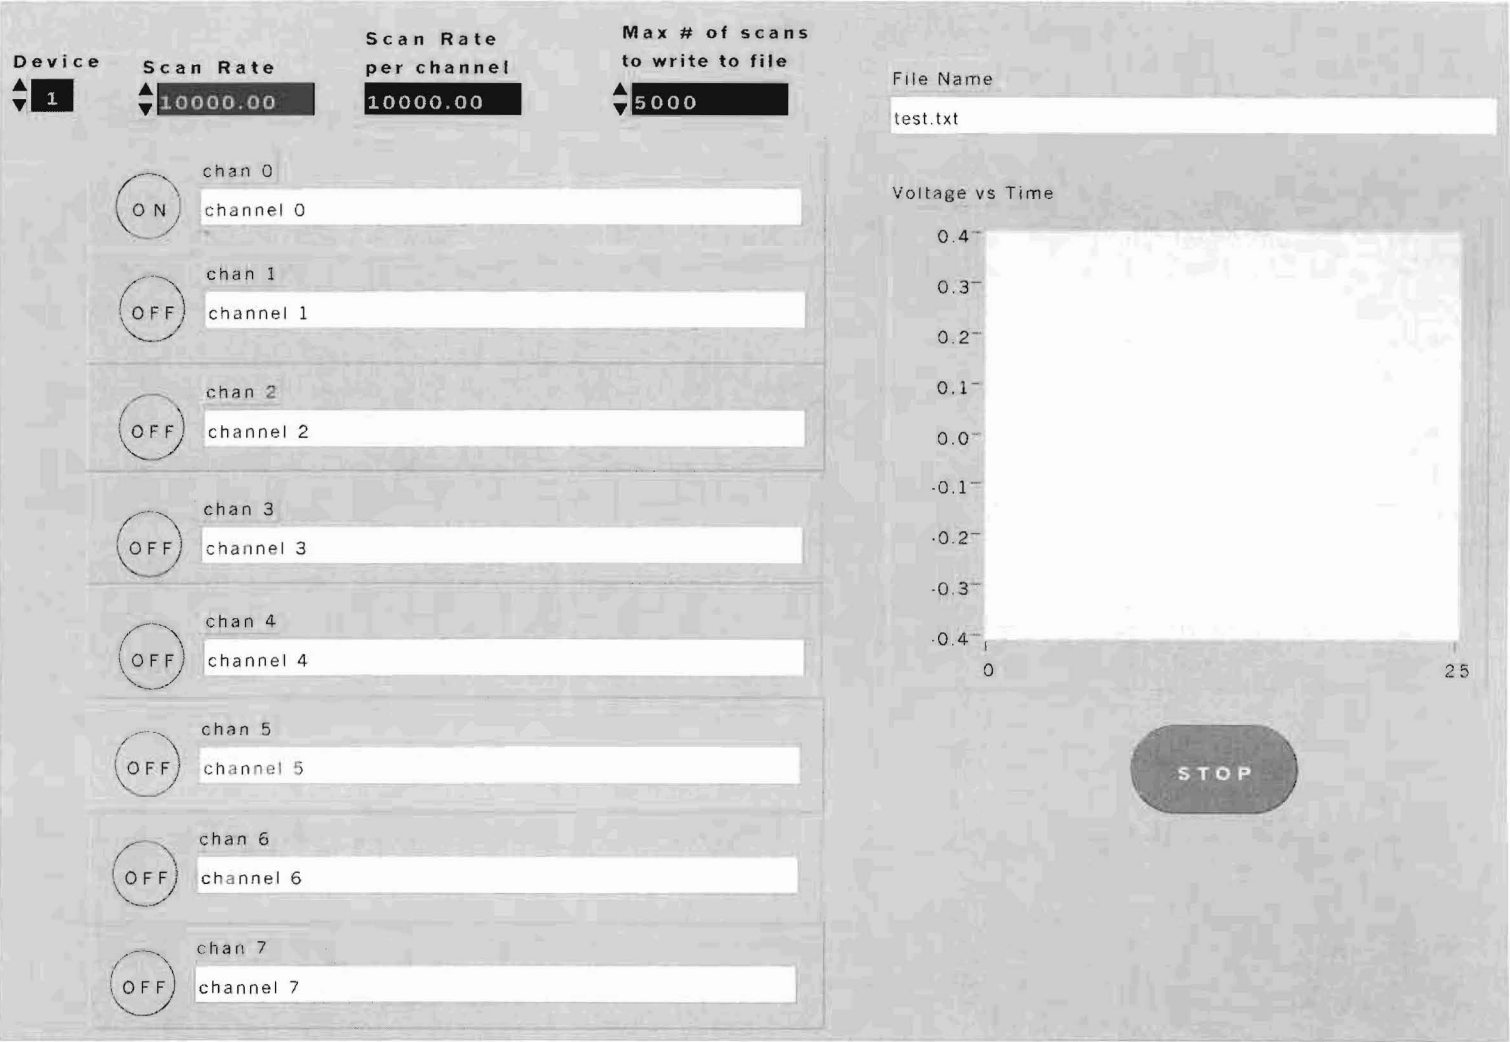 Device
1
Scan Rate
10000.00
Scan Rate
per channel
10000.00
Max # of scans
to write to file
5000
File Name
test.txt
chan 0
ON
channel 0
chan 1
OFF
channel 1
chan 2
OFF
channel 2
chan 3
OFF
channel 3
chan 4
OFF
channel 4
chan 5
OFF
channel 5
chan 6
OFF
channel 6
chan 7
OFF
channel 7
Voltage vs Time
0.4
0.3
0.2
0.1
0.0
-0.1
-0.2
-0.3
-0.4
0
25
STOP